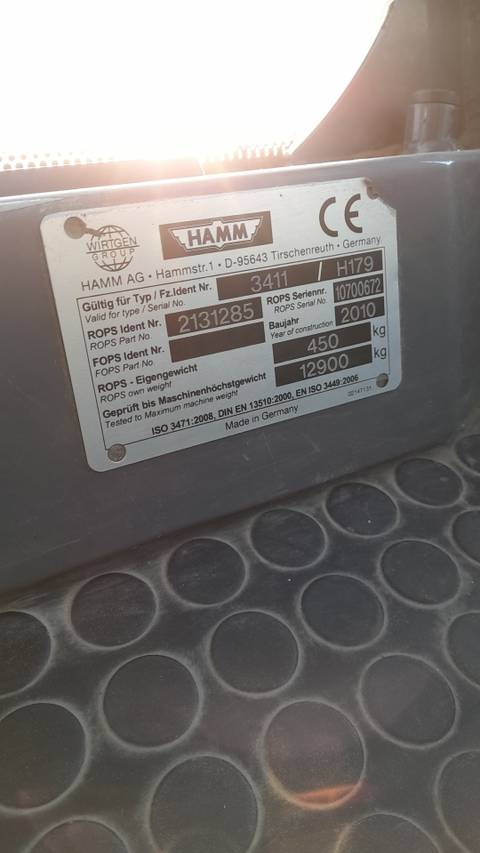 WIRTGEN
GROUP
HAMM
CE
HAMM AG • Hammstr.1 • D-95643 Tirschenreuth • Germany
Gültig für Typ / Fz.Ident Nr. 3411 / H179
Valid for type / Serial No.
ROPS Ident Nr. 2131285 ROPS Seriennr. 10700672
ROPS Part No. ROPS Serial No.
FOPS Ident Nr. Baujahr 2010
FOPS Part No. Year of construction
ROPS - Eigengewicht 450 kg
ROPS own weight
Geprüft bis Maschinenhöchstgewicht 12900 kg
Tested to Maximum machine weight
ISO 3471:2008, DIN EN 13510:2000, EN ISO 3449:2006
02147131
Made in Germany